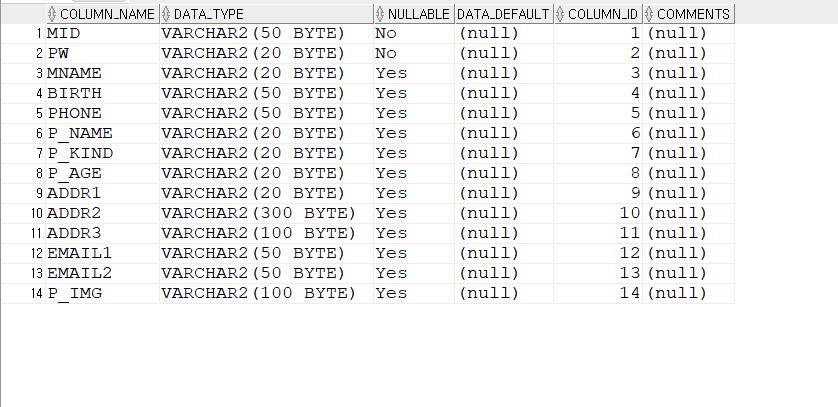 COLUMN_NAME DATA_TYPE NULLABLE DATA_DEFAULT COLUMN_ID COMMENTS
1 MID VARCHAR2(50 BYTE) No (null) 1 (null)
2 PW VARCHAR2(20 BYTE) No (null) 2 (null)
3 MNAME VARCHAR2(20 BYTE) Yes (null) 3 (null)
4 BIRTH VARCHAR2(50 BYTE) Yes (null) 4 (null)
5 PHONE VARCHAR2(50 BYTE) Yes (null) 5 (null)
6 P_NAME VARCHAR2(20 BYTE) Yes (null) 6 (null)
7 P_KIND VARCHAR2(20 BYTE) Yes (null) 7 (null)
8 P_AGE VARCHAR2(20 BYTE) Yes (null) 8 (null)
9 ADDR1 VARCHAR2(20 BYTE) Yes (null) 9 (null)
10 ADDR2 VARCHAR2(300 BYTE) Yes (null) 10 (null)
11 ADDR3 VARCHAR2(100 BYTE) Yes (null) 11 (null)
12 EMAIL1 VARCHAR2(50 BYTE) Yes (null) 12 (null)
13 EMAIL2 VARCHAR2(50 BYTE) Yes (null) 13 (null)
14 P_IMG VARCHAR2(100 BYTE) Yes (null) 14 (null)